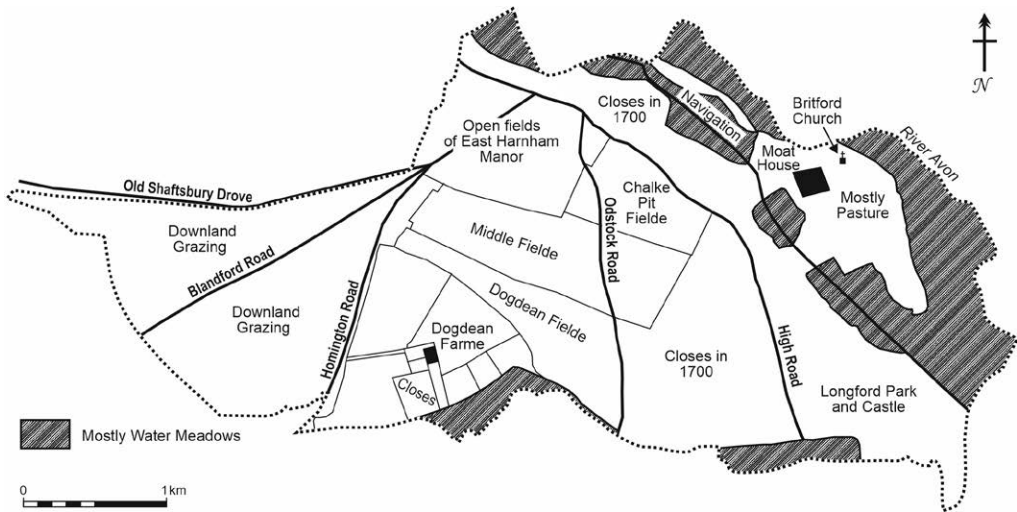 N
Closes in
1700
Navigation
Britford
Church
River Avon
Open fields
of East Harnham
Manor
Moat
House
Old Shaftsbury Drove
Chalke
Pit
Fielde
Mostly
Pasture
Downland
Grazing
Blandford Road
Odstock Road
Middle Fielde
Downland
Grazing
Homington Road
Dogdean Fielde
Dogdean
Farme
Closes
Closes in
1700
High Road
Longford Park
and Castle
Mostly Water Meadows
0
1km